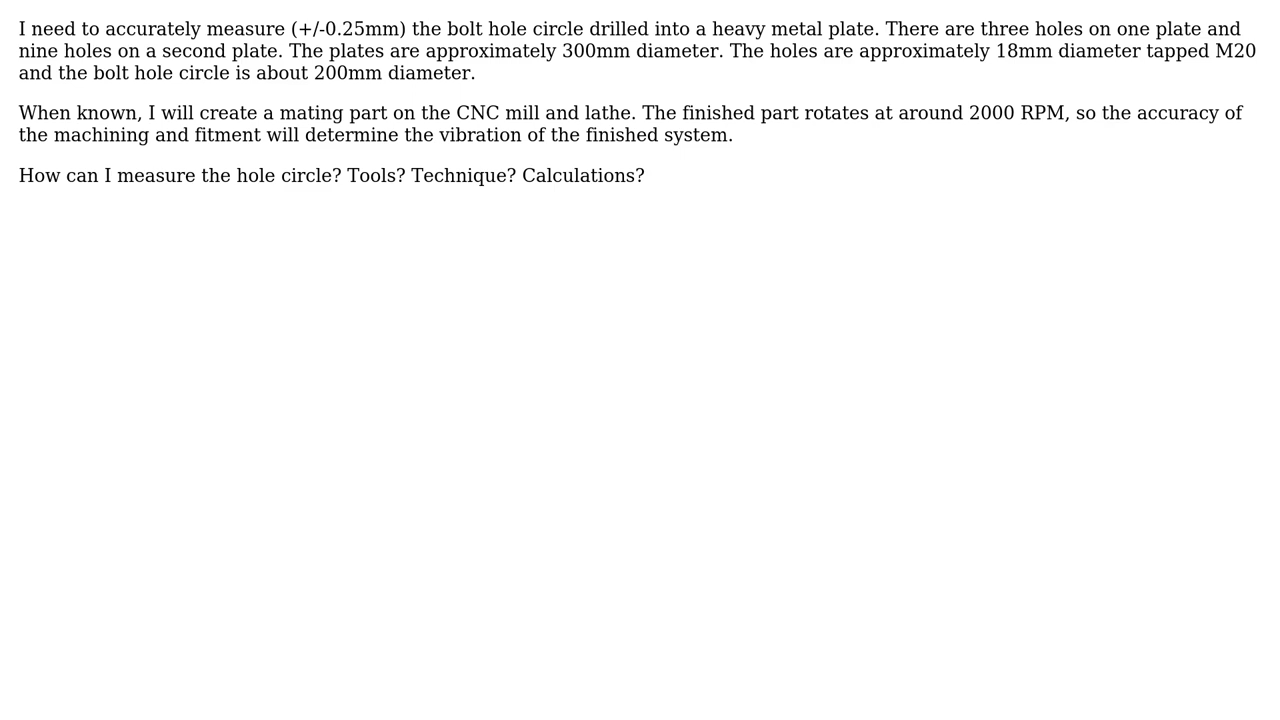 I need to accurately measure (+/-0.25mm) the bolt hole circle drilled into a heavy metal plate. There are three holes on one plate and
nine holes on a second plate. The plates are approximately 300mm diameter. The holes are approximately 18mm diameter tapped M20
and the bolt hole circle is about 200mm diameter.
When known, I will create a mating part on the CNC mill and lathe. The finished part rotates at around 2000 RPM, so the accuracy of
the machining and fitment will determine the vibration of the finished system.
How can I measure the hole circle? Tools? Technique? Calculations?